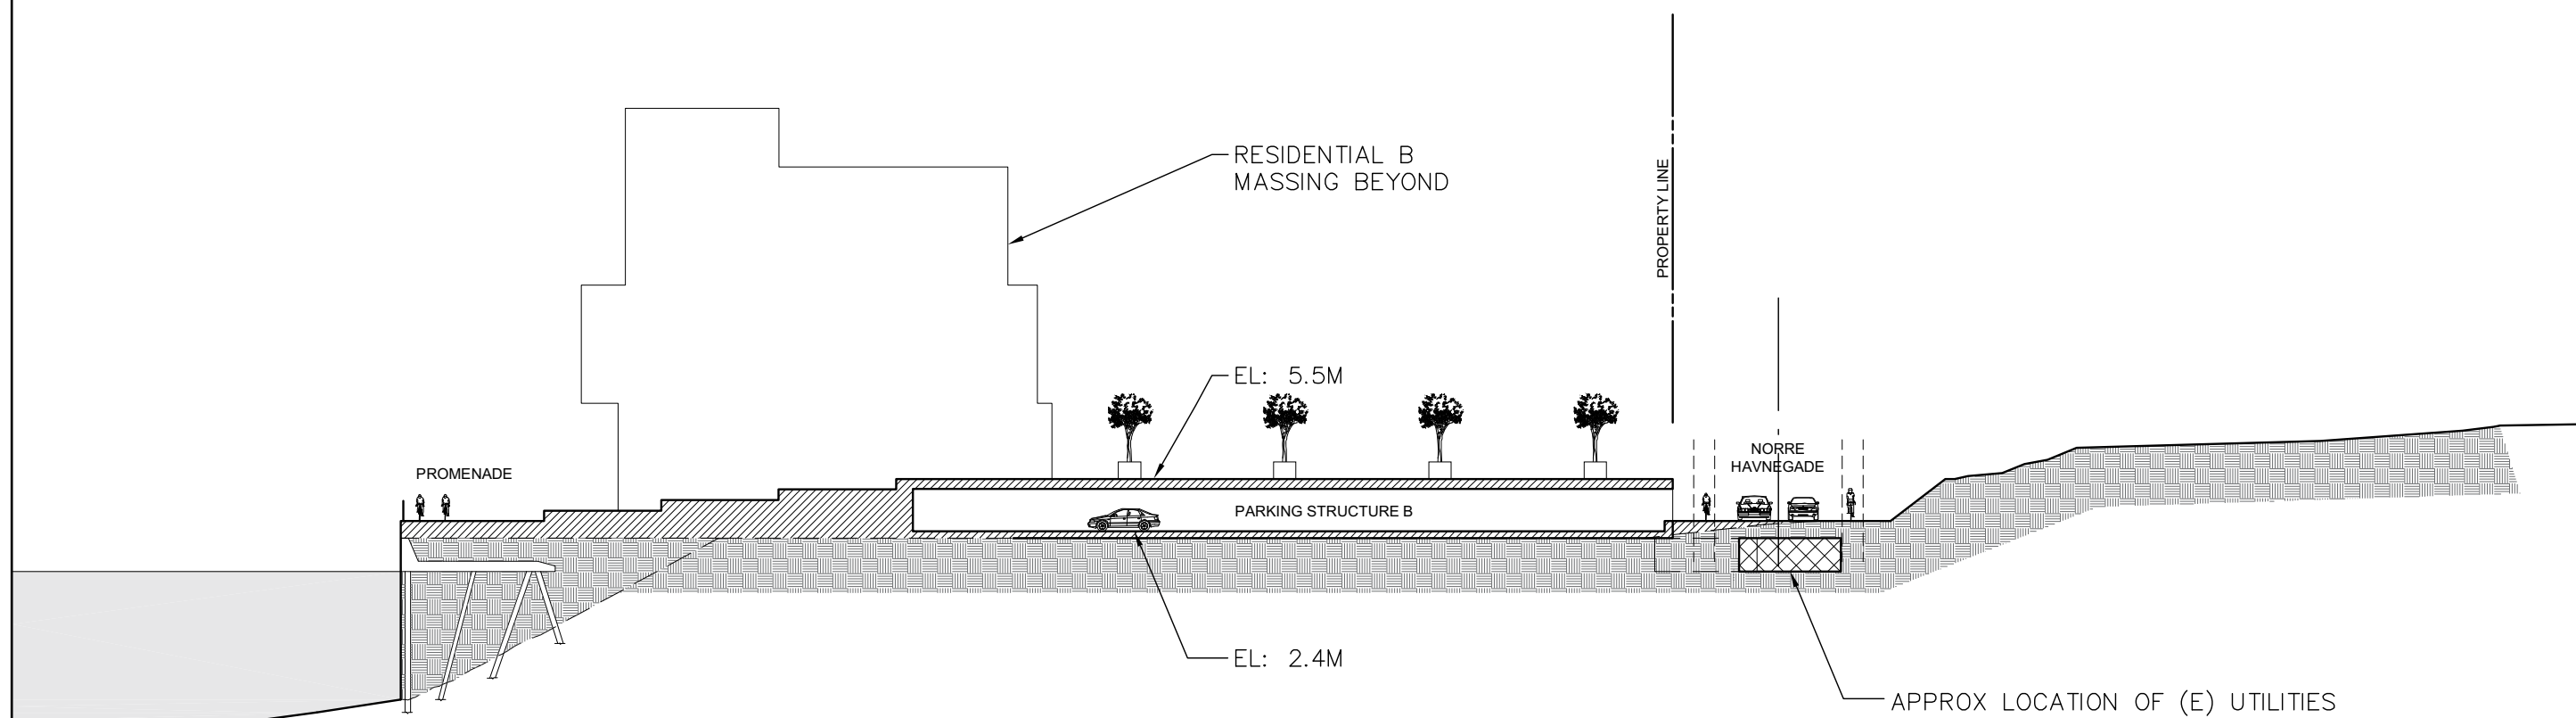 RESIDENTIAL B
MASSING BEYOND
PROPERTY LINE
EL: 5.5M
PROMENADE
NORRE
HAVNEGADE
PARKING STRUCTURE B
EL: 2.4M
APPROX LOCATION OF (E) UTILITIES